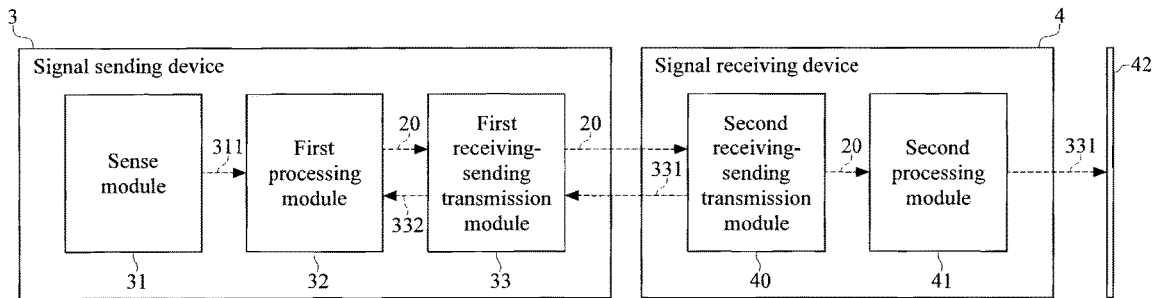 3
4
Signal sending device
Signal receiving device
42
Sense
module
311
First
processing
module
20
332
First
receiving-
sending
transmission
module
20
331
Second
receiving-
sending
transmission
module
20
Second
processing
module
331
31
32
33
40
41